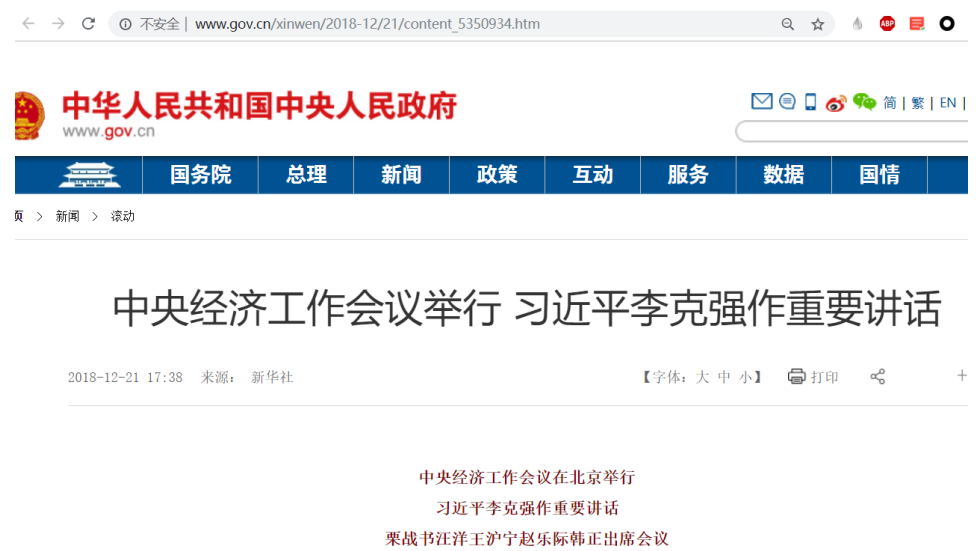 不安全 | www.gov.cn/xinwen/2018-12/21/content_5350934.htm
ABP
中华人民共和国中央人民政府
www.gov.cn
简 | 繁 | EN |
国务院 总理 新闻 政策 互动 服务 数据 国情
页 > 新闻 > 滚动
中央经济工作会议举行 习近平李克强作重要讲话
2018-12-21 17:38 来源： 新华社 【字体：大 中 小】 打印
中央经济工作会议在北京举行
习近平李克强作重要讲话
栗战书汪洋王沪宁赵乐际韩正出席会议